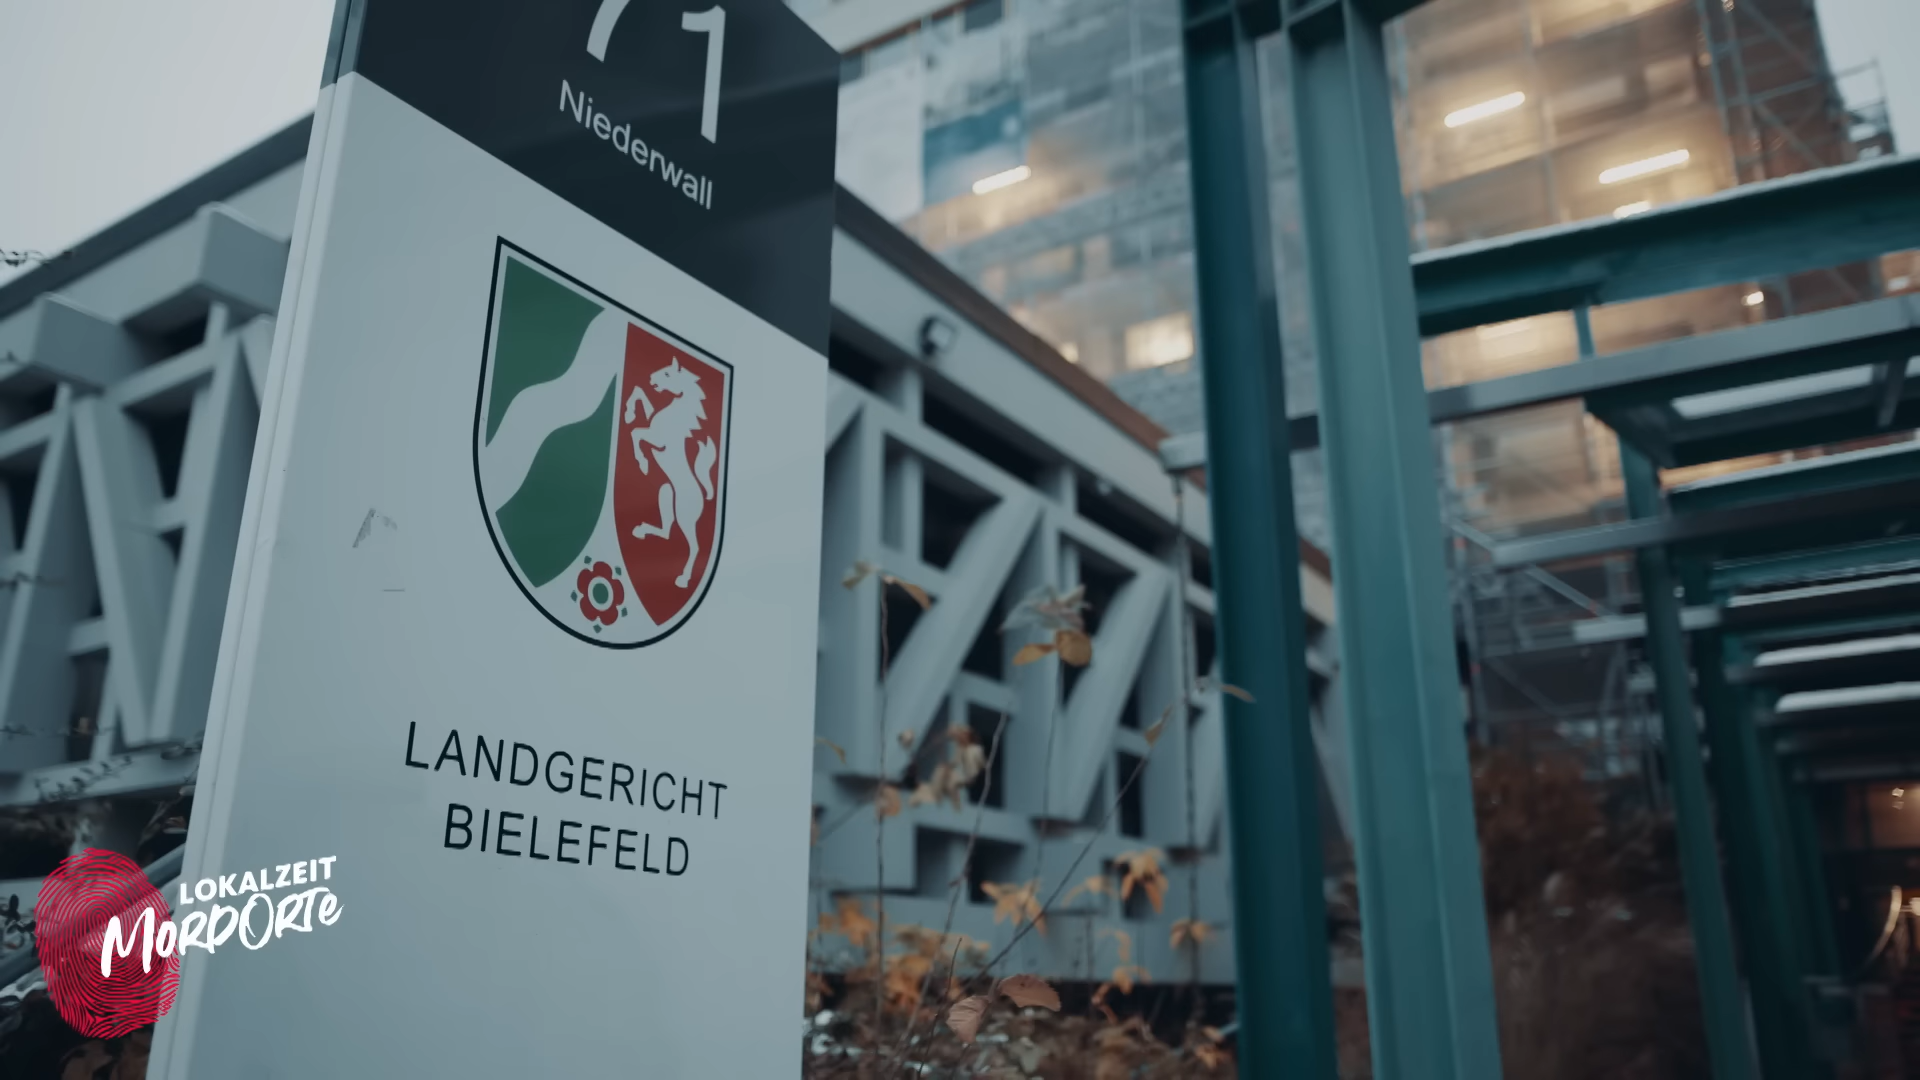 71
Niederwall
LANDGERICHT
BIELEFELD
LOKALZEIT
MORDORTE